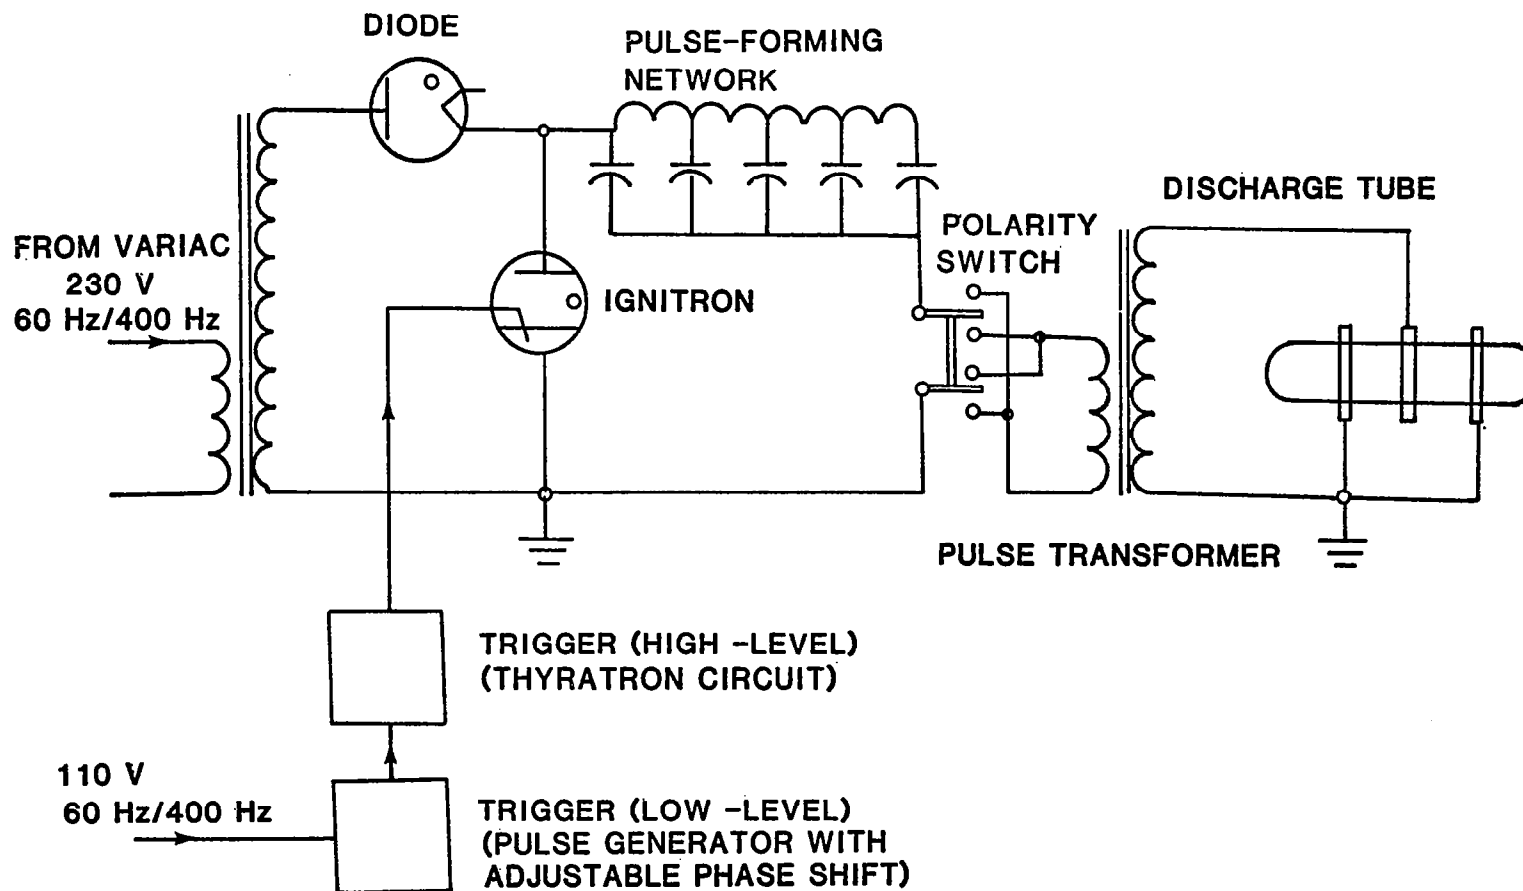 DIODE
PULSE-FORMING
NETWORK
DISCHARGE TUBE
POLARITY
SWITCH
FROM VARIAC
230 V
60 Hz/400 Hz
IGNITRON
PULSE TRANSFORMER
TRIGGER (HIGH -LEVEL)
(THYRATRON CIRCUIT)
110 V
60 Hz/400 Hz
TRIGGER (LOW -LEVEL)
(PULSE GENERATOR WITH
ADJUSTABLE PHASE SHIFT)